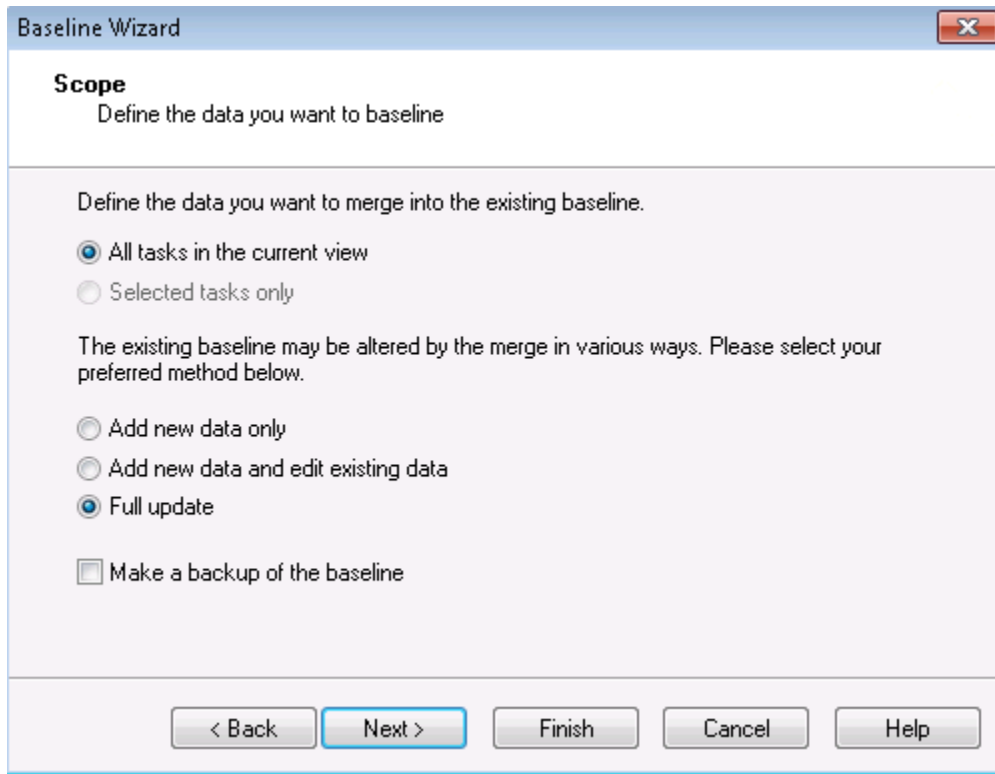 Baseline Wizard
Scope
Define the data you want to baseline
Define the data you want to merge into the existing baseline.
All tasks in the current view
Selected tasks only
The existing baseline may be altered by the merge in various ways. Please select your
preferred method below.
Add new data only
Add new data and edit existing data
Full update
Make a backup of the baseline
< Back Next > Finish Cancel Help